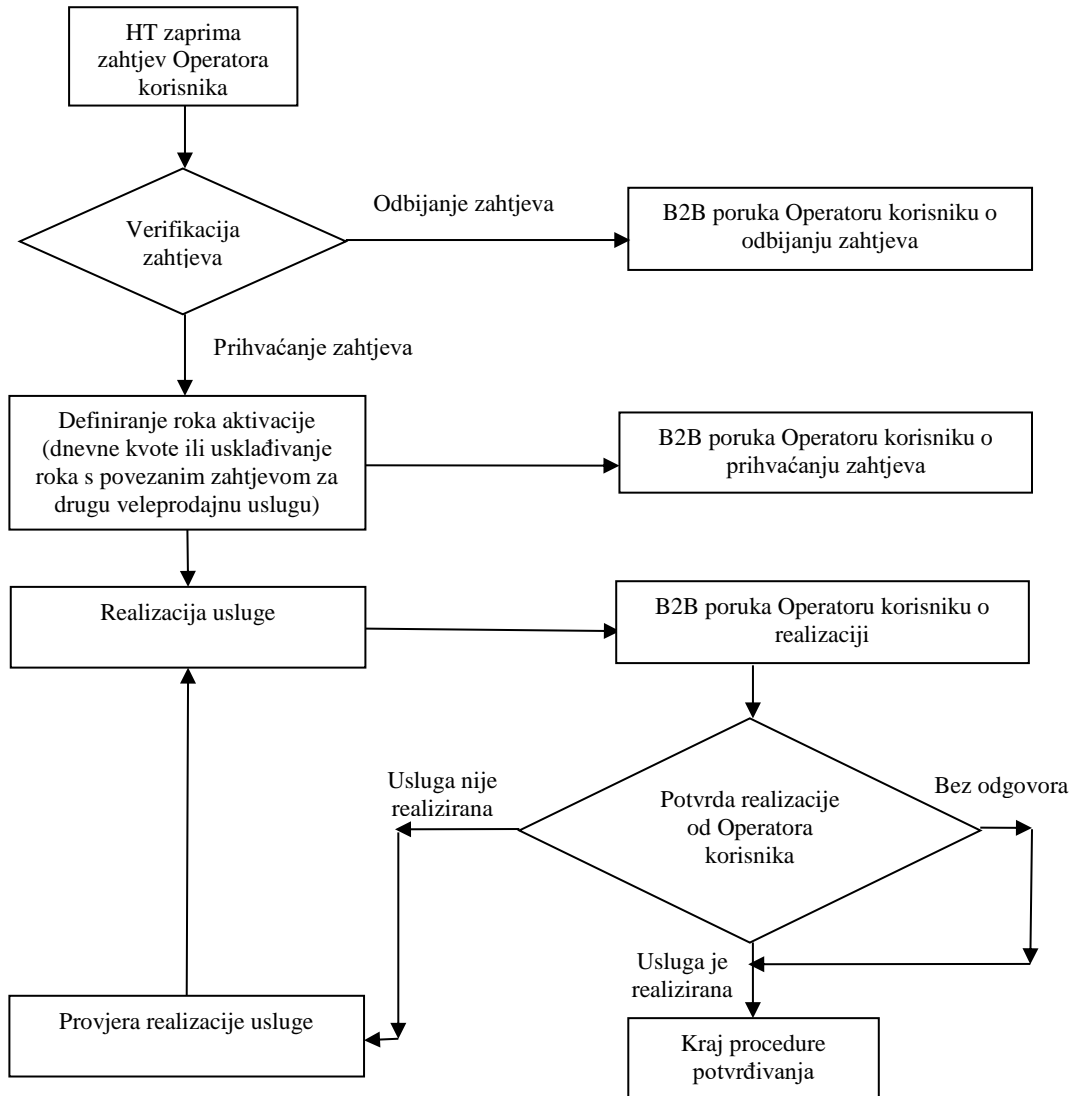 HT zaprima
zahtjev Operatora
korisnika
Verifikacija
zahtjeva
Odbijanje zahtjeva
B2B poruka Operatoru korisniku o
odbijanju zahtjeva
Prihvaćanje zahtjeva
Definiranje roka aktivacije
(dnevne kvote ili usklađivanje
roka s povezanim zahtjevom za
drugu veleprodajnu uslugu)
B2B poruka Operatoru korisniku o
prihvaćanju zahtjeva
Realizacija usluge
B2B poruka Operatoru korisniku o
realizaciji
Usluga nije
realizirana
Potvrda realizacije
od Operatora
korisnika
Bez odgovora
Usluga je
realizirana
Provjera realizacije usluge
Kraj procedure
potvrđivanja